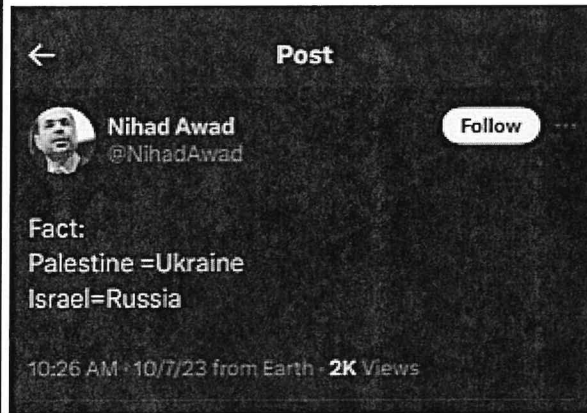 Post
Nihad Awad
Follow
@NihadAwad
Fact:
Palestine =Ukraine
Israel=Russia
10:26 AM · 10/7/23 from Earth · 2K Views